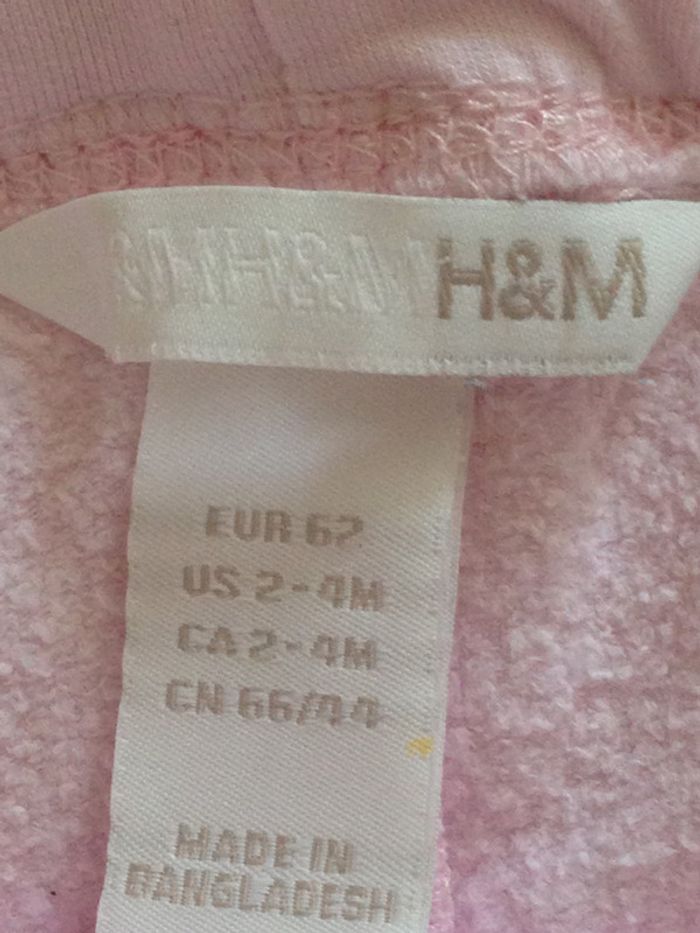 H&M
EUR 62
US 2-4M
CA 2-4M
CN 66/44
MADE IN
BANGLADESH